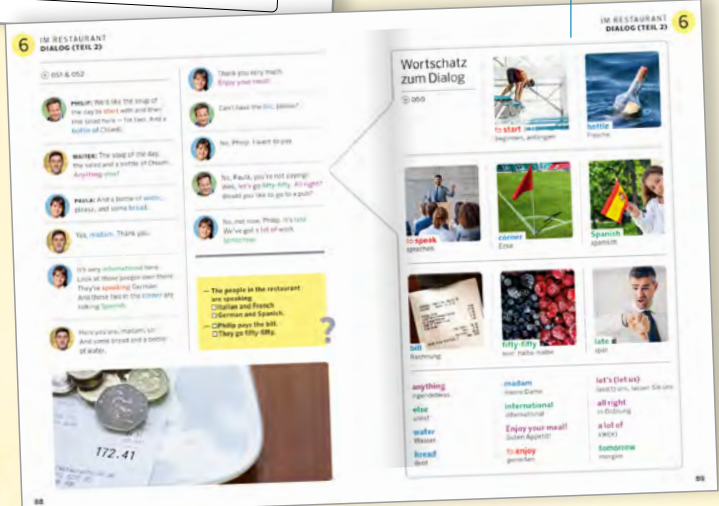 6
IM RESTAURANT
DIALOG (TEIL 2)
051 & 052
PHILIP: We'd like the soup of
the day to start with and then
the salad here – for two. And a
bottle of
WAITER: The soup of the day,
the salad and a bottle of
Anything else?
PAULA: And a bottle of water,
please, and some bread.
Yes, madam. Thank you.
It's very international here.
Look at those people over there.
They're speaking German.
And those two in the corner are
talking Spanish.
Here you are, madam, sir.
And some bread and a bottle
of water.
Thank you very much.
Enjoy your meal!
Can I have the bill, please?
No, Philip. I want to pay.
No, Paula, you're not paying!
Well, let's go fifty-fifty. All right?
Would you like to go to a pub?
No, not now, Philip. It's late.
We've got a lot of work
tomorrow.
— The people in the restaurant
are speaking
Italian and French
German and Spanish.
— Philip pays the bill.
They go fifty-fifty.
?
172.41
88
IM RESTAURANT
DIALOG (TEIL 2)
6
Wortschatz
zum Dialog
050
to start
beginnen, anfangen
bottle
Flasche
to speak
sprechen
corner
Ecke
Spanish
spanisch
bill
Rechnung
fifty-fifty
halbe-halbe
late
spät
anything
irgendetwas
else
sonst
water
Wasser
bread
Brot
madam
meine Dame
international
international
Enjoy your meal!
Guten Appetit!
to enjoy
genießen
let's (let us)
lass(t) uns, lassen Sie uns
all right
in Ordnung
a lot of
viel(e)
tomorrow
morgen
89